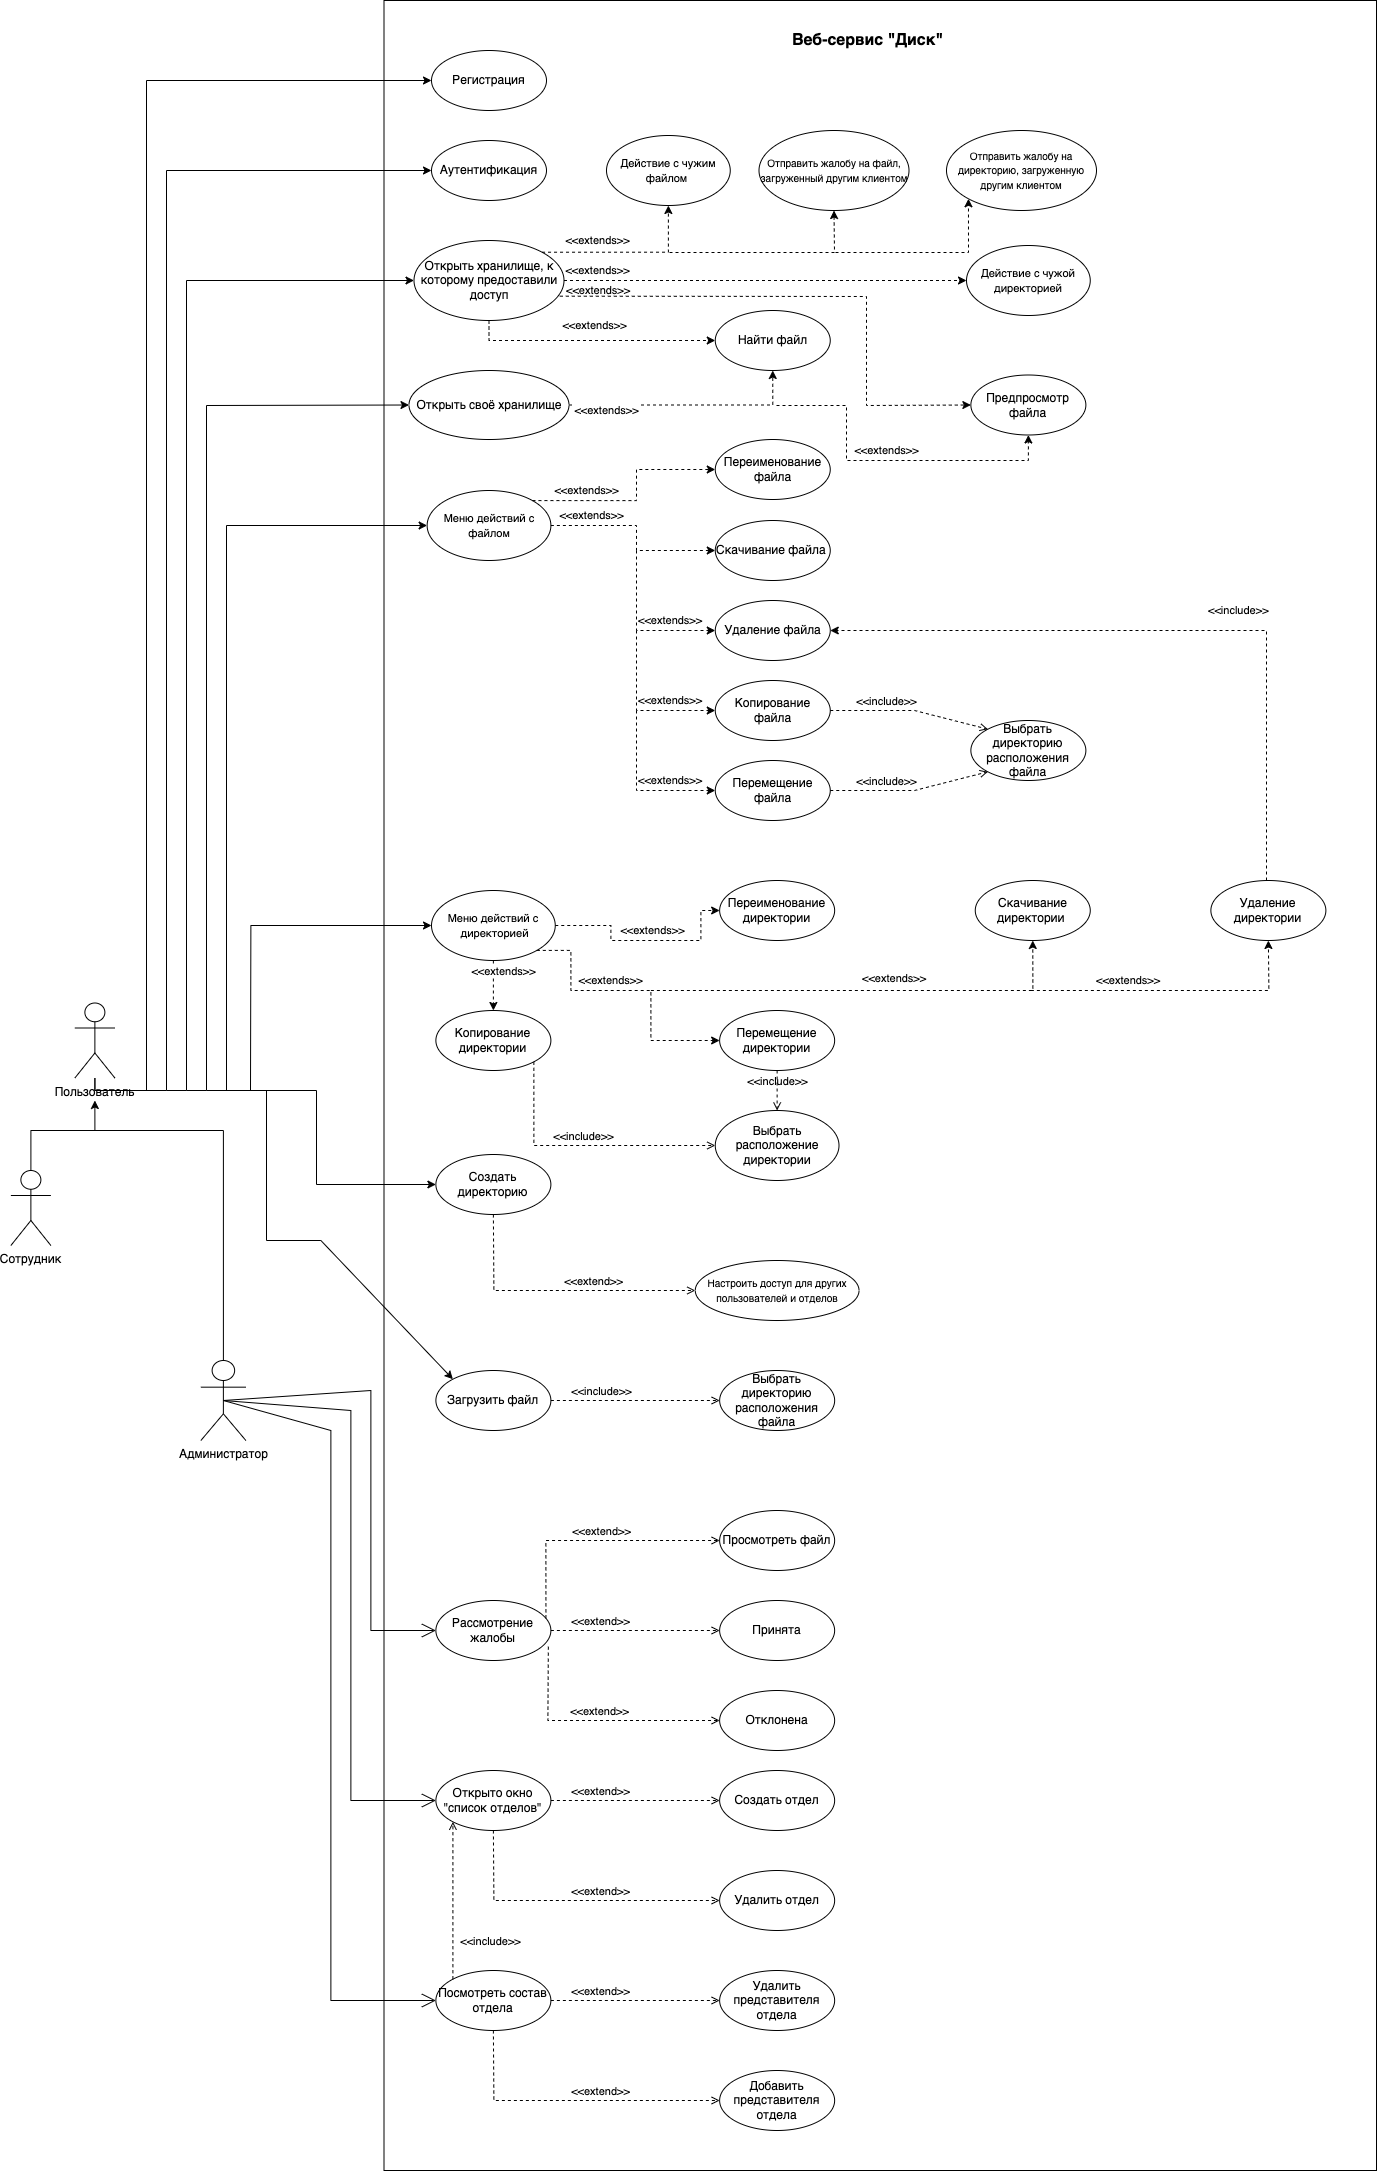 Веб-сервис "Диск"
Регистрация
Аутентификация
Действие с чужим
файлом
Отправить жалобу на файл,
загруженный другим клиентом
Отправить жалобу на
директорию, загруженную
другим клиентом
<<extends>>
Открыть хранилище, к
которому предоставили
доступ
<<extends>>
<<extends>>
Действие с чужой
директорией
<<extends>>
Найти файл
Открыть своё хранилище
<<extends>>
Предпросмотр
файла
<<extends>>
Переименование
файла
<<extends>>
Меню действий с
файлом
<<extends>>
Скачивание файла
<<extends>>
Удаление файла
<<include>>
<<extends>>
Копирование
файла
<<include>>
Выбрать
директорию
расположения
файла
<<extends>>
Перемещение
файла
<<include>>
Меню действий с
директорией
<<extends>>
Переименование
директории
Скачивание
директории
Удаление
директории
<<extends>>
<<extends>>
<<extends>>
<<extends>>
Копирование
директории
Перемещение
директории
<<include>>
Пользователь
<<include>>
Выбрать
расположение
директории
Создать
директорию
Сотрудник
<<extend>>
Настроить доступ для других
пользователей и отделов
Загрузить файл
<<include>>
Выбрать
директорию
расположения
файла
Администратор
<<extend>>
Просмотреть файл
Рассмотрение
жалобы
<<extend>>
Принята
<<extend>>
Отклонена
Открыто окно
"список отделов"
<<extend>>
Создать отдел
<<extend>>
Удалить отдел
<<include>>
Посмотреть состав
отдела
<<extend>>
Удалить
представителя
отдела
<<extend>>
Добавить
представителя
отдела